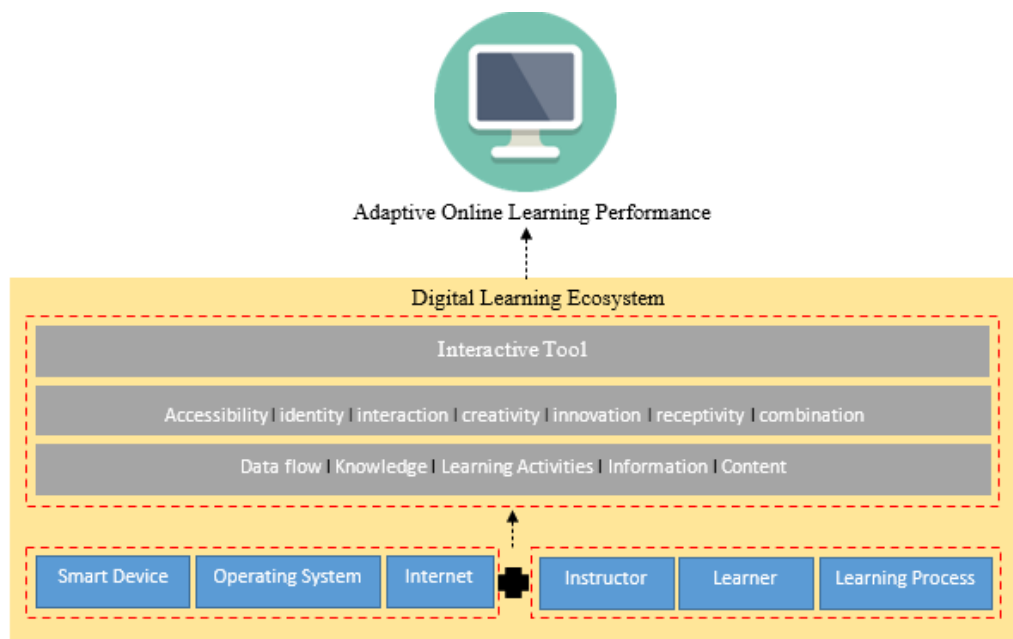 Adaptive Online Learning Performance
Digital Learning Ecosystem
Interactive Tool
Accessibility I identity I interaction I creativity I innovation I receptivity I combination
Data flow I Knowledge I Learning Activities I Information I Content
Smart Device Operating System Internet Instructor Learner Learning Process